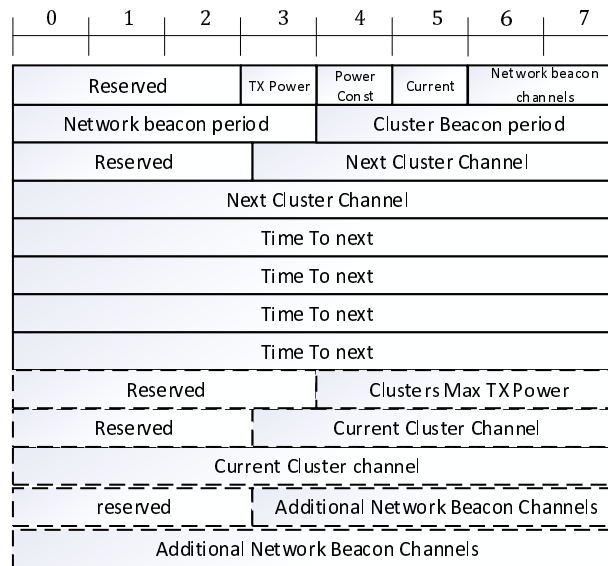 0 1 2 3 4 5 6 7
Reserved TX Power Power Const Current Network beacon channels
Network beacon period Cluster Beacon period
Reserved Next Cluster Channel
Next Cluster Channel
Time To next
Time To next
Time To next
Time To next
Reserved Clusters Max TX Power
Reserved Current Cluster Channel
Current Cluster channel
reserved Additional Network Beacon Channels
Additional Network Beacon Channels